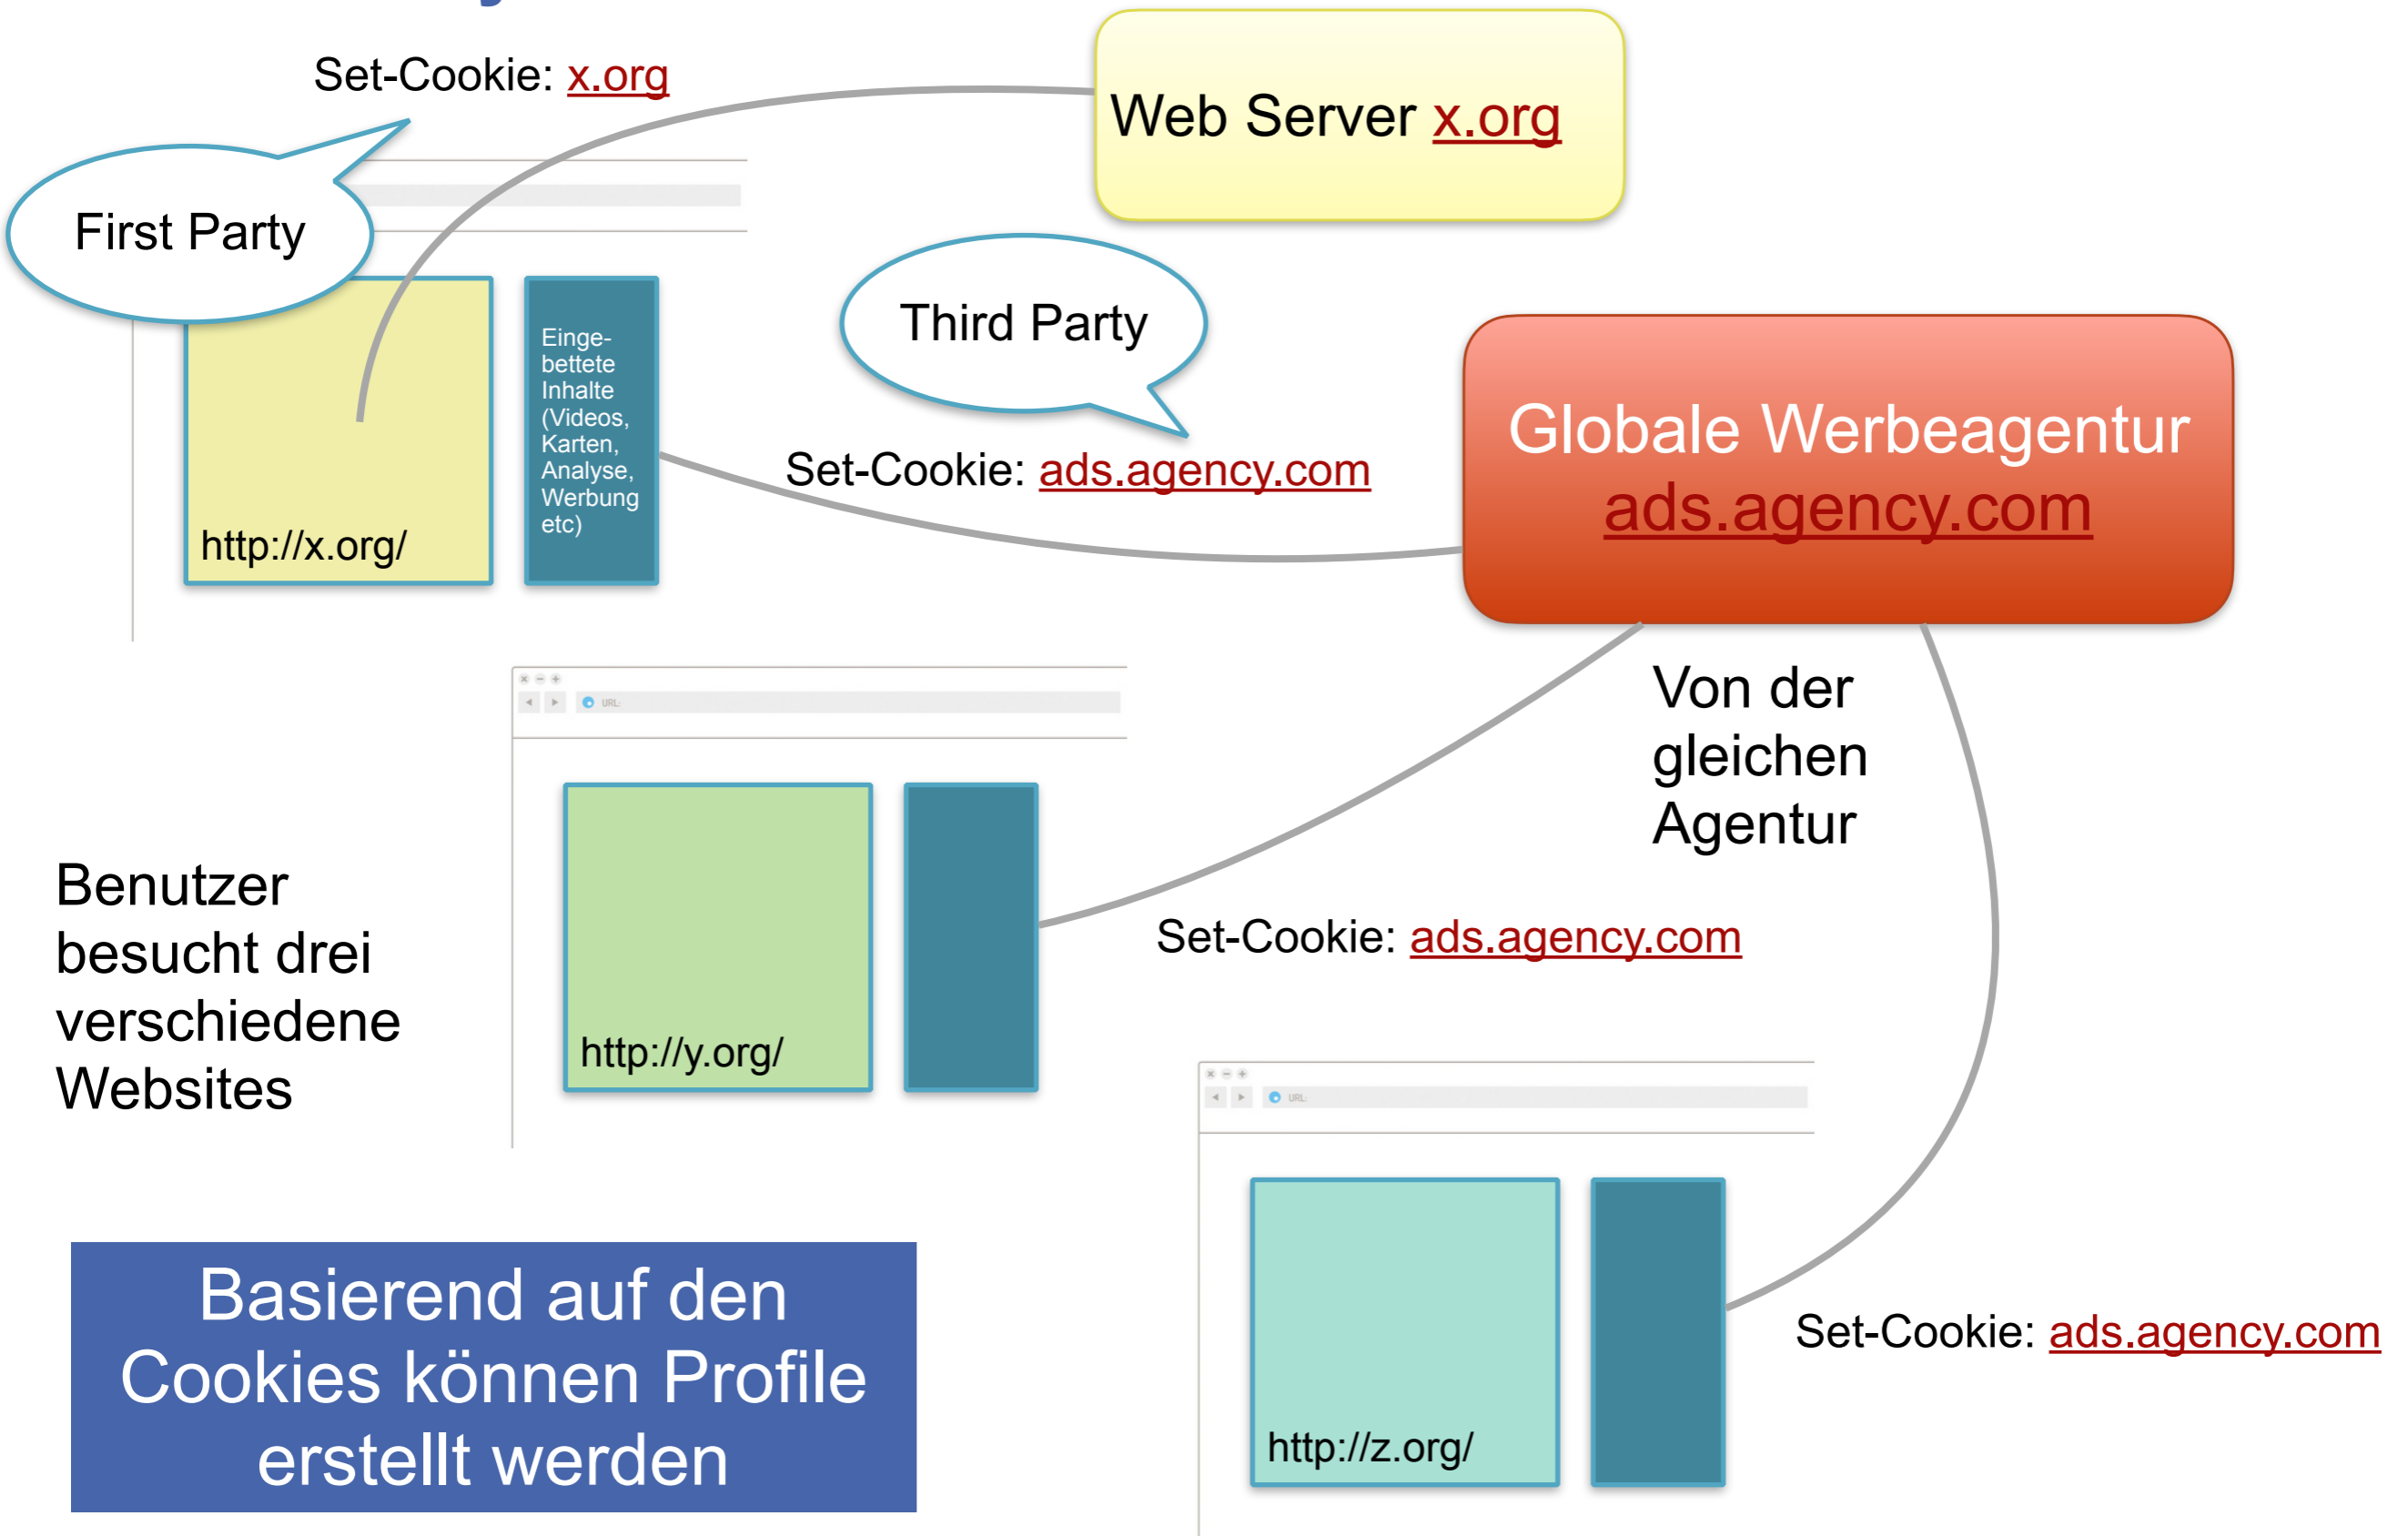 Set-Cookie: x.org
Web Server x.org
First Party
Third Party
Einge-
bettete
Inhalte
(Videos,
Karten,
Analyse,
Werbung
etc)
http://x.org/
Set-Cookie: ads.agency.com
Globale Werbeagentur
ads.agency.com
URL:
Von der
gleichen
Agentur
Benutzer
besucht drei
verschiedene
Websites
http://y.org/
Set-Cookie: ads.agency.com
URL:
http://z.org/
Set-Cookie: ads.agency.com
Basierend auf den
Cookies können Profile
erstellt werden